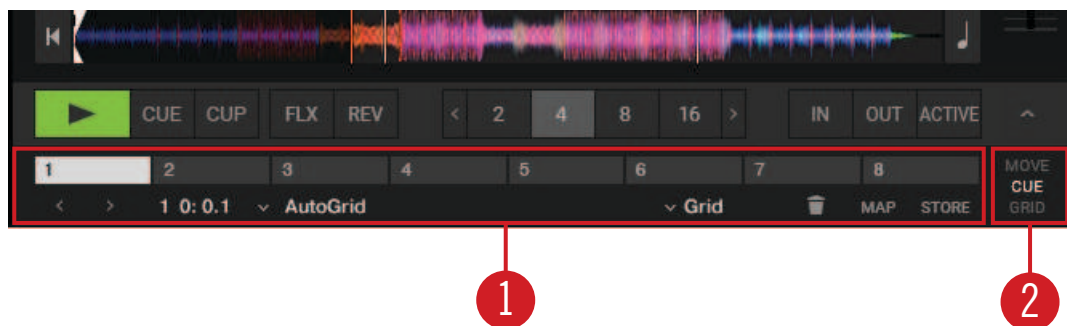 CUE CUP FLX REV < 2 4 8 16 > IN OUT ACTIVE
1 2 3 4 5 6 7 8 MOVE
< > 1 0:0.1 AutoGrid Grid MAP STORE CUE
GRID
1 2